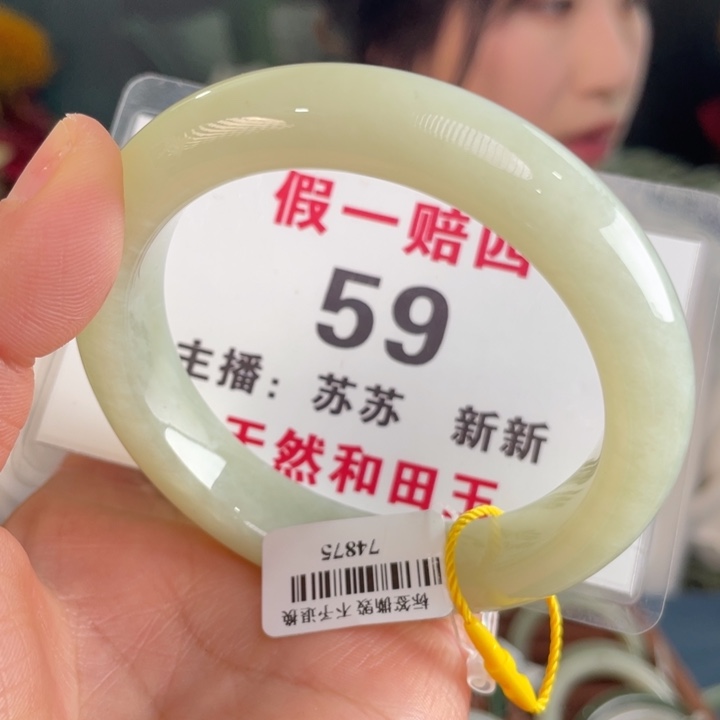 假一赔四
59
主播：苏苏 新新
天然和田玉
74875
标签撕毁 不予退换